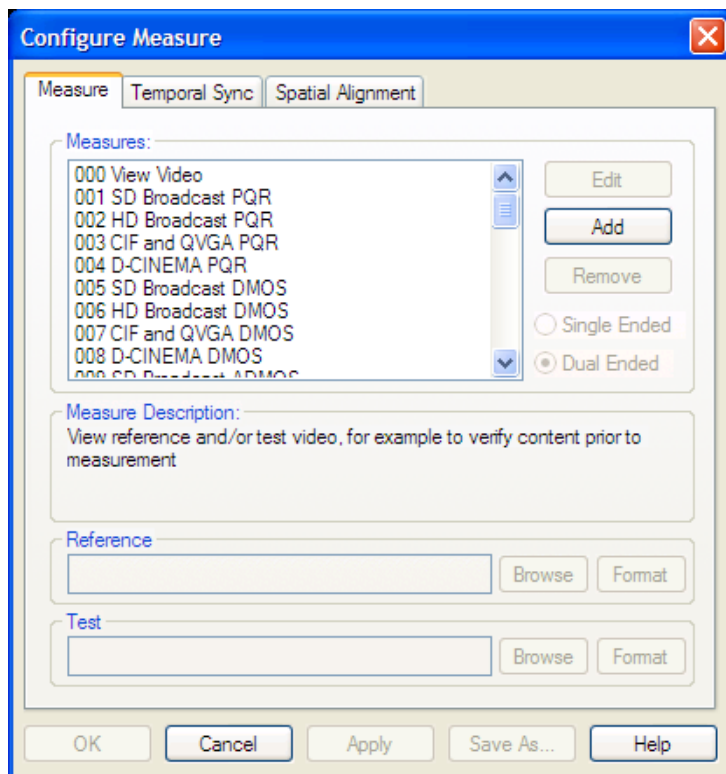 Configure Measure
Measure Temporal Sync Spatial Alignment
Measures:
000 View Video
001 SD Broadcast PQR
002 HD Broadcast PQR
003 CIF and QVGA PQR
004 D-CINEMA PQR
005 SD Broadcast DMOS
006 HD Broadcast DMOS
007 CIF and QVGA DMOS
008 D-CINEMA DMOS
009 SD Broadcast ADMOS
Edit
Add
Remove
Single Ended
Dual Ended
Measure Description:
View reference and/or test video, for example to verify content prior to
measurement
Reference
Browse Format
Test
Browse Format
OK Cancel Apply Save As... Help